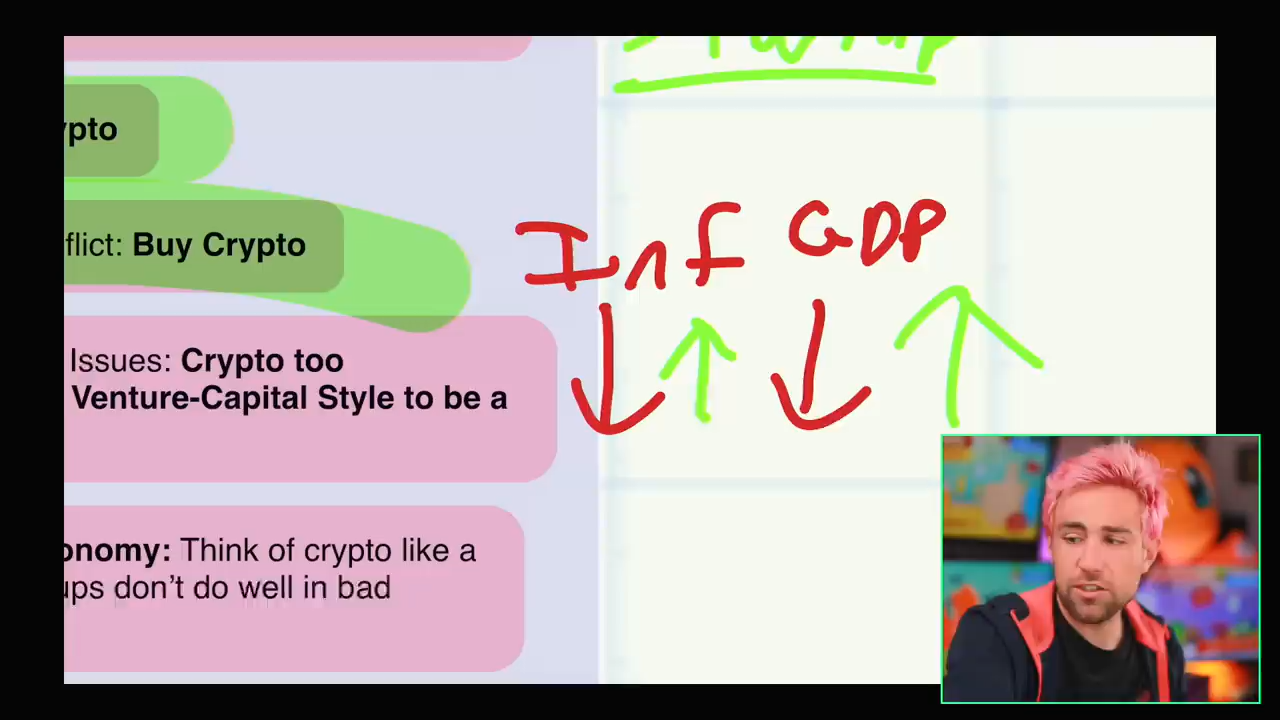 ypto
flict: Buy Crypto
Issues: Crypto too
Venture-Capital Style to be a
onomy: Think of crypto like a
ups don't do well in bad
Inf GDP